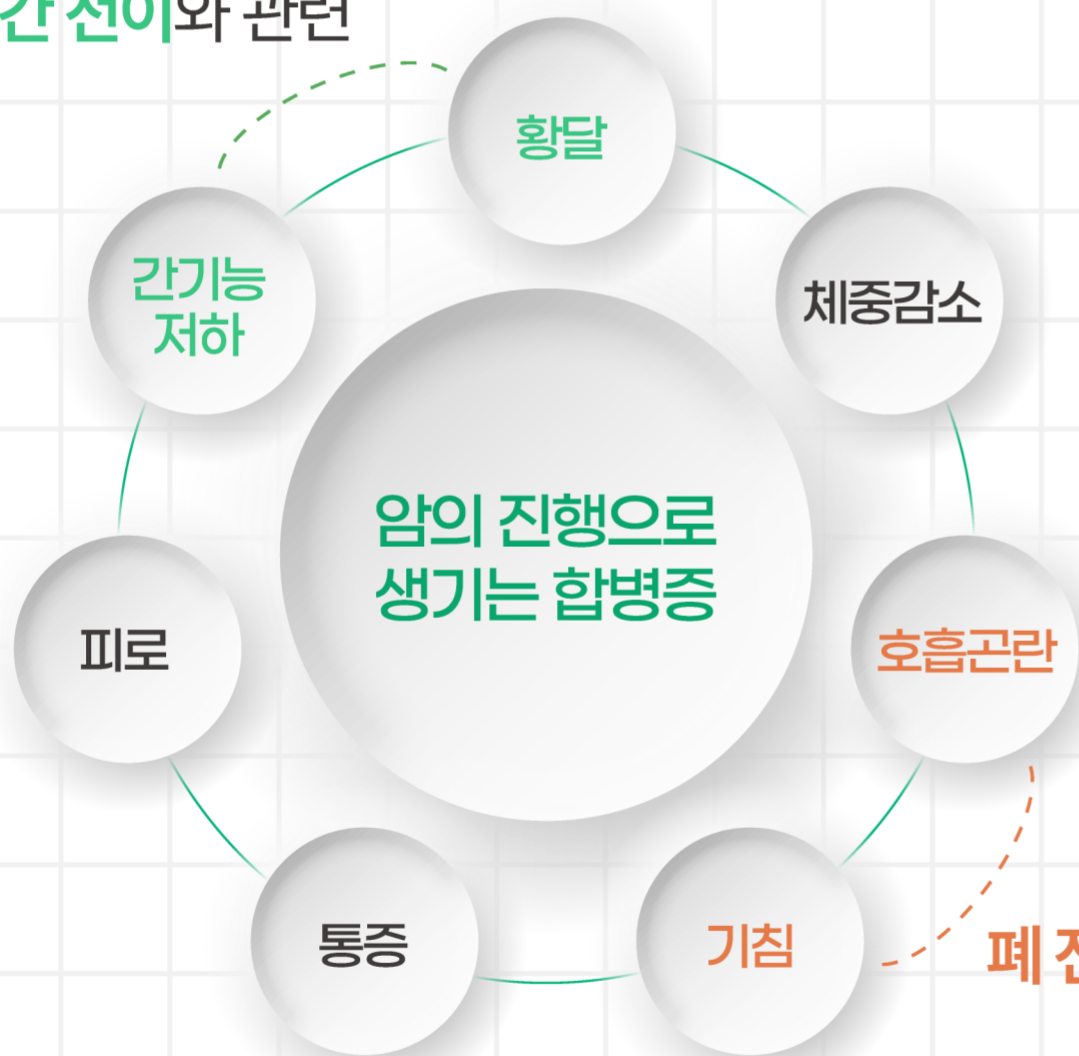 간 전이와 관련
황달
간기능
저하
체중감소
암의 진행으로
생기는 합병증
피로
호흡곤란
통증
기침
폐